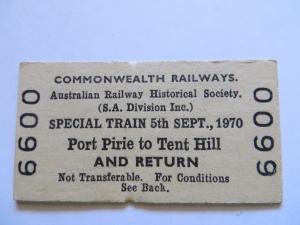 COMMONWEALTH RAILWAYS.
Australian Railway Historical Society.
(S.A. Division Inc.)
SPECIAL TRAIN 5th SEPT., 1970
Port Pirie to Tent Hill
AND RETURN
Not Transferable. For Conditions
See Back.
6600
6600